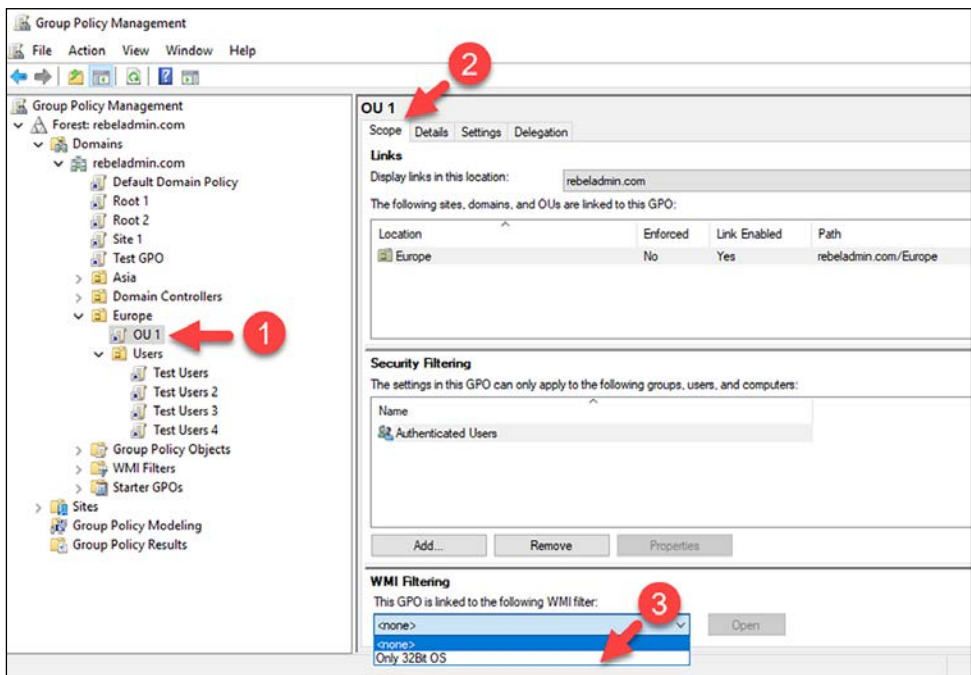 Group Policy Management
File Action View Window Help
2
Group Policy Management
Forest: rebeladmin.com
Domains
rebeladmin.com
Default Domain Policy
Root 1
Root 2
Site 1
Test GPO
Asia
Domain Controllers
Europe
OU 1
1
Users
Test Users
Test Users 2
Test Users 3
Test Users 4
Group Policy Objects
WMI Filters
Starter GPOs
Sites
Group Policy Modeling
Group Policy Results
OU 1
Scope Details Settings Delegation
Links
Display links in this location: rebeladmin.com
The following sites, domains, and OUs are linked to this GPO:
Location Enforced Link Enabled Path
Europe No Yes rebeladmin.com/Europe
Security Filtering
The settings in this GPO can only apply to the following groups, users, and computers:
Name
Authenticated Users
Add... Remove Properties
WMI Filtering
This GPO is linked to the following WMI filter:
3
<none> Open
<none>
Only 32Bit OS